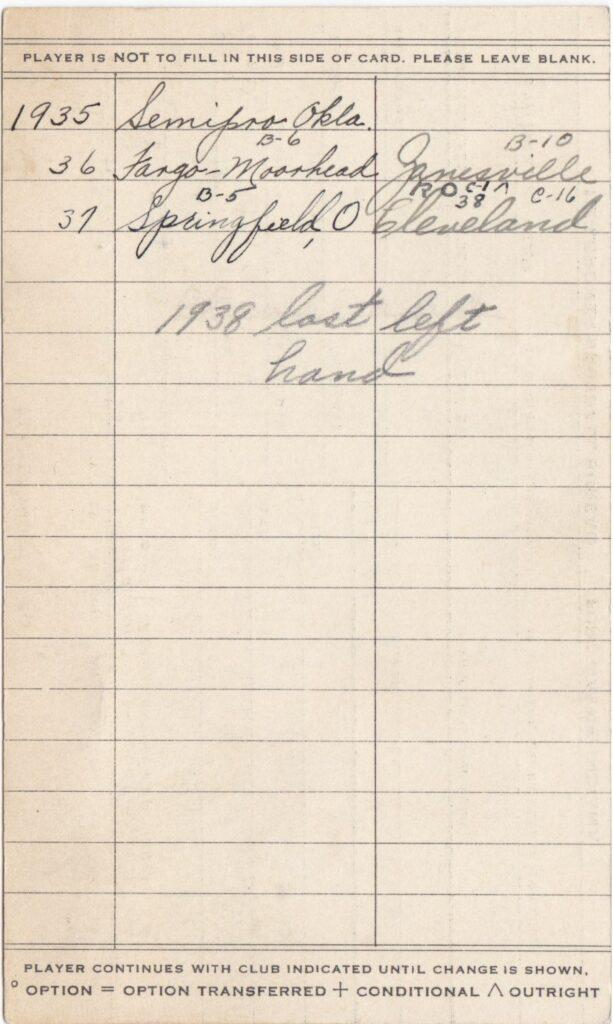 PLAYER IS NOT TO FILL IN THIS SIDE OF CARD. PLEASE LEAVE BLANK.
1935 Semipro Okla.
B-6 B-10
36 Fargo-Moorhead Janesville
B-5 C-1 ^ C-16
38
37 Springfield, O Cleveland
1938 lost left
hand
PLAYER CONTINUES WITH CLUB INDICATED UNTIL CHANGE IS SHOWN,
° OPTION = OPTION TRANSFERRED + CONDITIONAL ^ OUTRIGHT